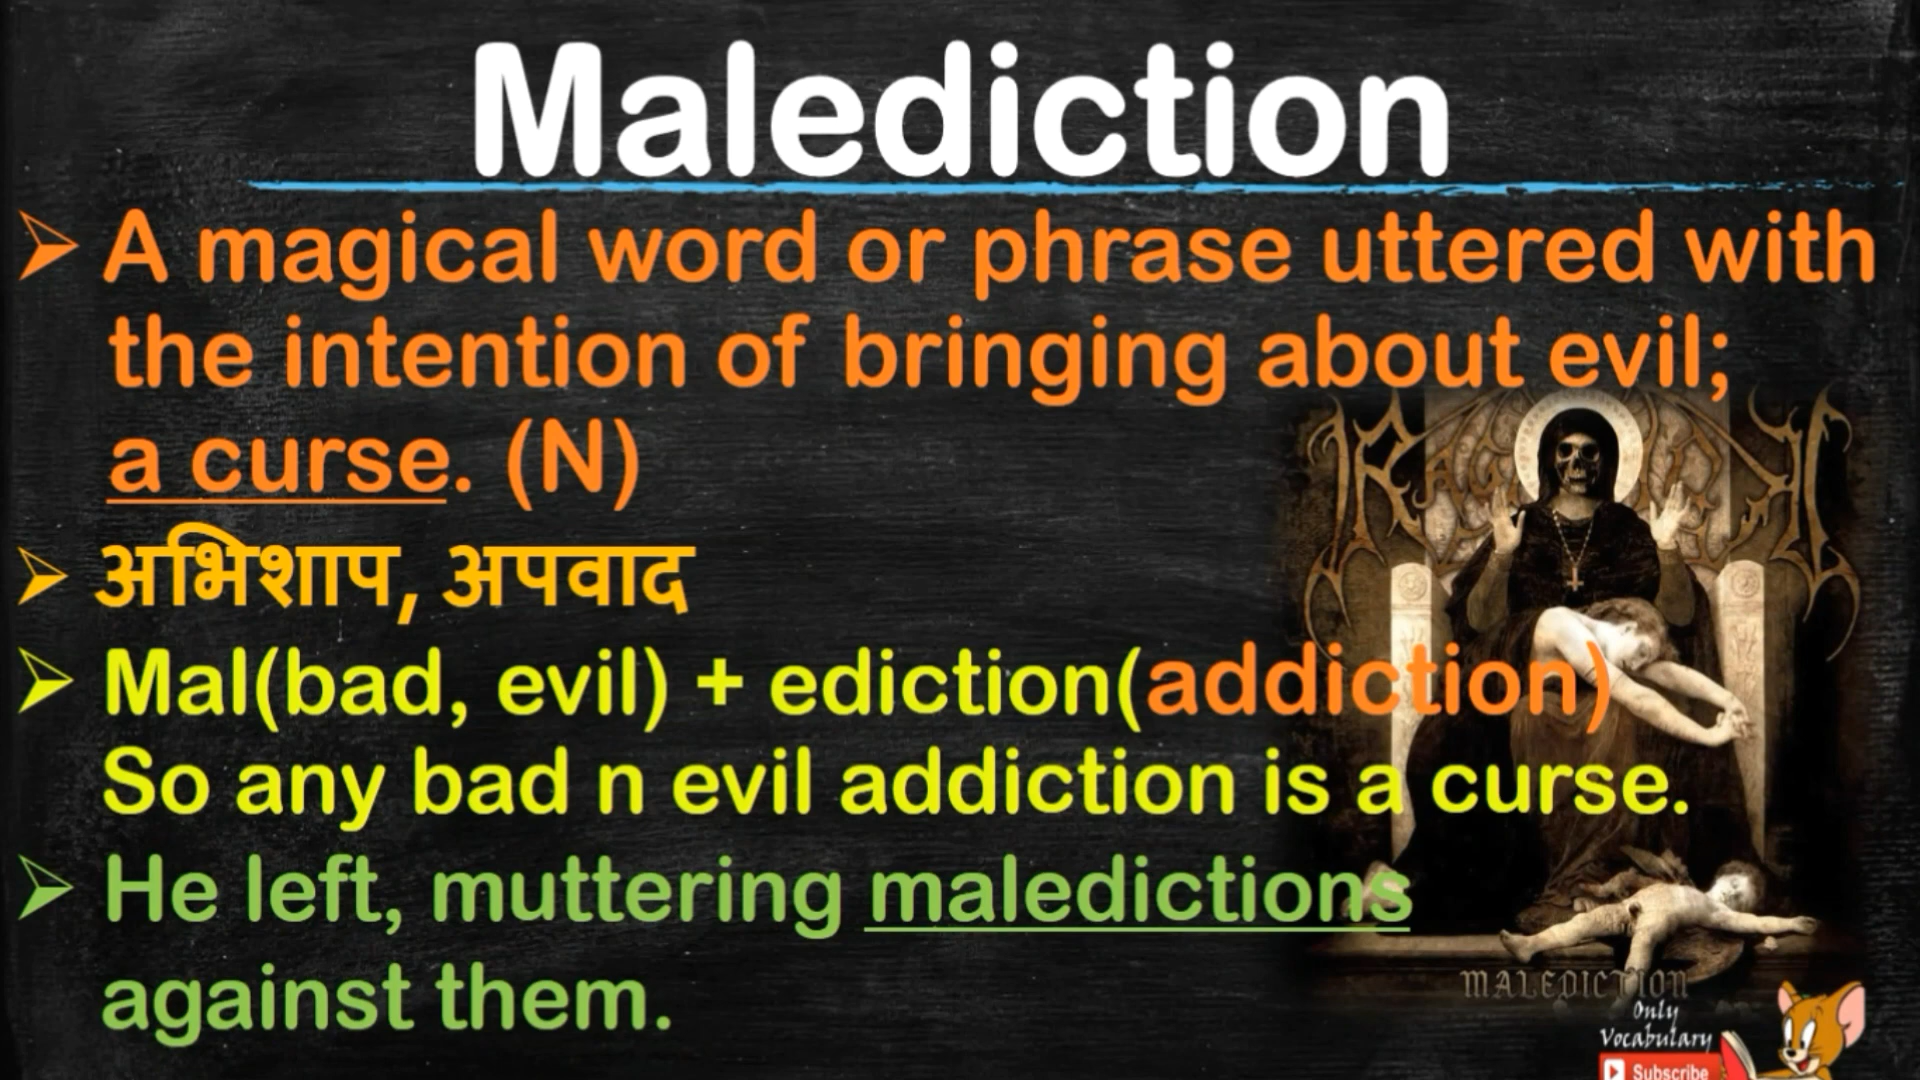 Malediction
A magical word or phrase uttered with
the intention of bringing about evil;
a curse. (N)
अभिशाप, अपवाद
Mal(bad, evil) + ediction(addiction)
So any bad n evil addiction is a curse.
He left, muttering maledictions
against them.
MALEDICTION
Only
Vocabulary
Subscribe